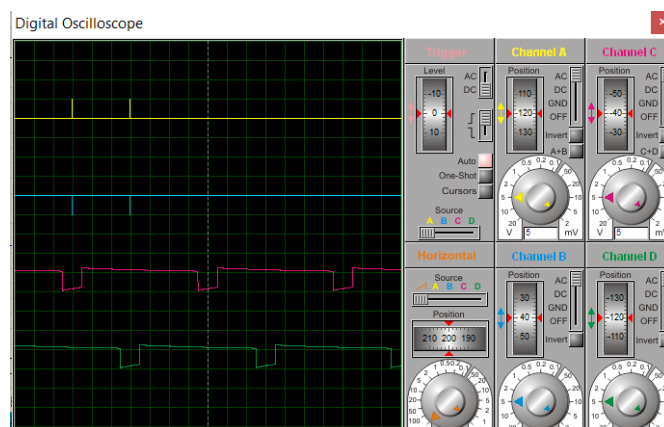 Digital Oscilloscope
Trigger
Level
AC
DC
-10
0
10
Auto
One-Shot
Cursors
Source
A B C D
Channel A
Position
AC
DC
GND
OFF
110
-120
-130
Invert
A+B
5
V
mV
Channel C
Position
AC
DC
GND
OFF
-50
-40
-30
Invert
C+D
5
V
mV
Horizontal
Source
A B C D
Position
210 200 190
Channel B
Position
AC
DC
GND
OFF
30
40
50
Invert
Channel D
Position
AC
DC
GND
OFF
-130
-120
-110
Invert